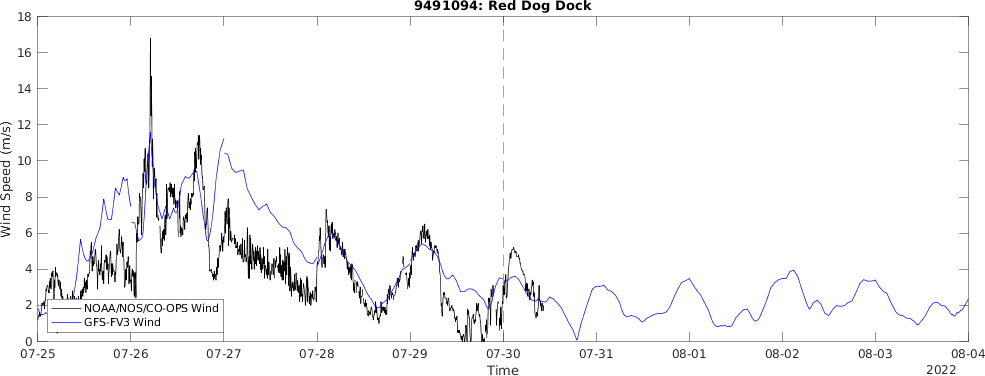 9491094: Red Dog Dock
18
16
14
12
10
8
6
4
2
0
Wind Speed (m/s)
NOAA/NOS/CO-OPS Wind
GFS-FV3 Wind
07-25 07-26 07-27 07-28 07-29 07-30 07-31 08-01 08-02 08-03 08-04
Time
2022